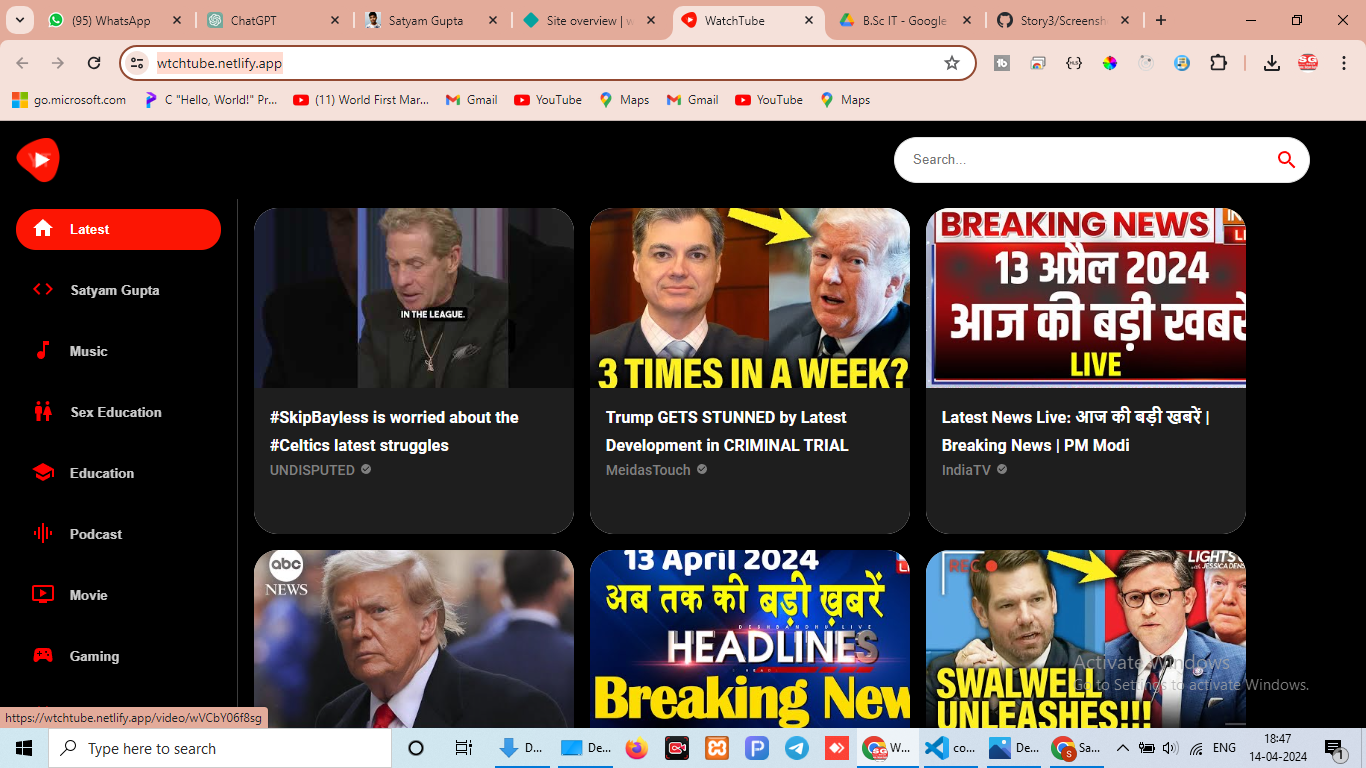 (95) WhatsApp
ChatGPT
Satyam Gupta
Site overview | w
WatchTube
B.Sc IT - Google
Story3/Screensh
wtchtube.netlify.app
go.microsoft.com
C "Hello, World!" Pr...
(11) World First Mar...
Gmail
YouTube
Maps
Gmail
YouTube
Maps
Search...
Latest
Satyam Gupta
Music
Sex Education
Education
Podcast
Movie
Gaming
IN THE LEAGUE.
#SkipBayless is worried about the
#Celtics latest struggles
UNDISPUTED
3 TIMES IN A WEEK?
Trump GETS STUNNED by Latest
Development in CRIMINAL TRIAL
MeidasTouch
BREAKING NEWS
13 अप्रैल 2024
आज की बड़ी खबरें
LIVE
Latest News Live: आज की बड़ी खबरें |
Breaking News | PM Modi
IndiaTV
abc
NEWS
13 April 2024
अब तक की बड़ी ख़बरें
DESHBANDHU LIVE
HEADLINES
Breaking New
REC
LIGHTS
with JESSICA DENS
SWALWELL
UNLEASHES!!!
Activate Windows
Go to Settings to activate Windows.
https://wtchtube.netlify.app/video/wVCbY06f8sg
Type here to search
D...
De...
W...
co...
De...
Sa...
ENG
18:47
14-04-2024
1